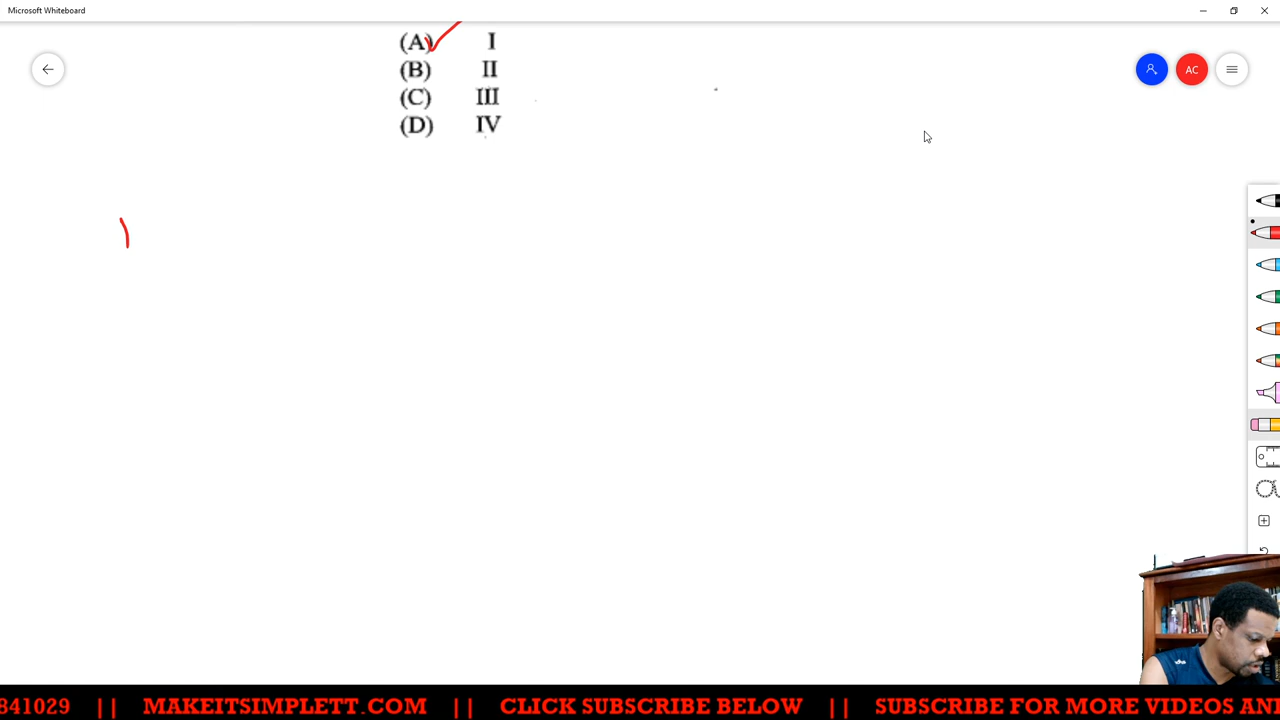 Microsoft Whiteboard
(A) I
(B) II
(C) III
(D) IV
AC
841029 || MAKEITSIMPLETT.COM || CLICK SUBSCRIBE BELOW || SUBSCRIBE FOR MORE VIDEOS AN